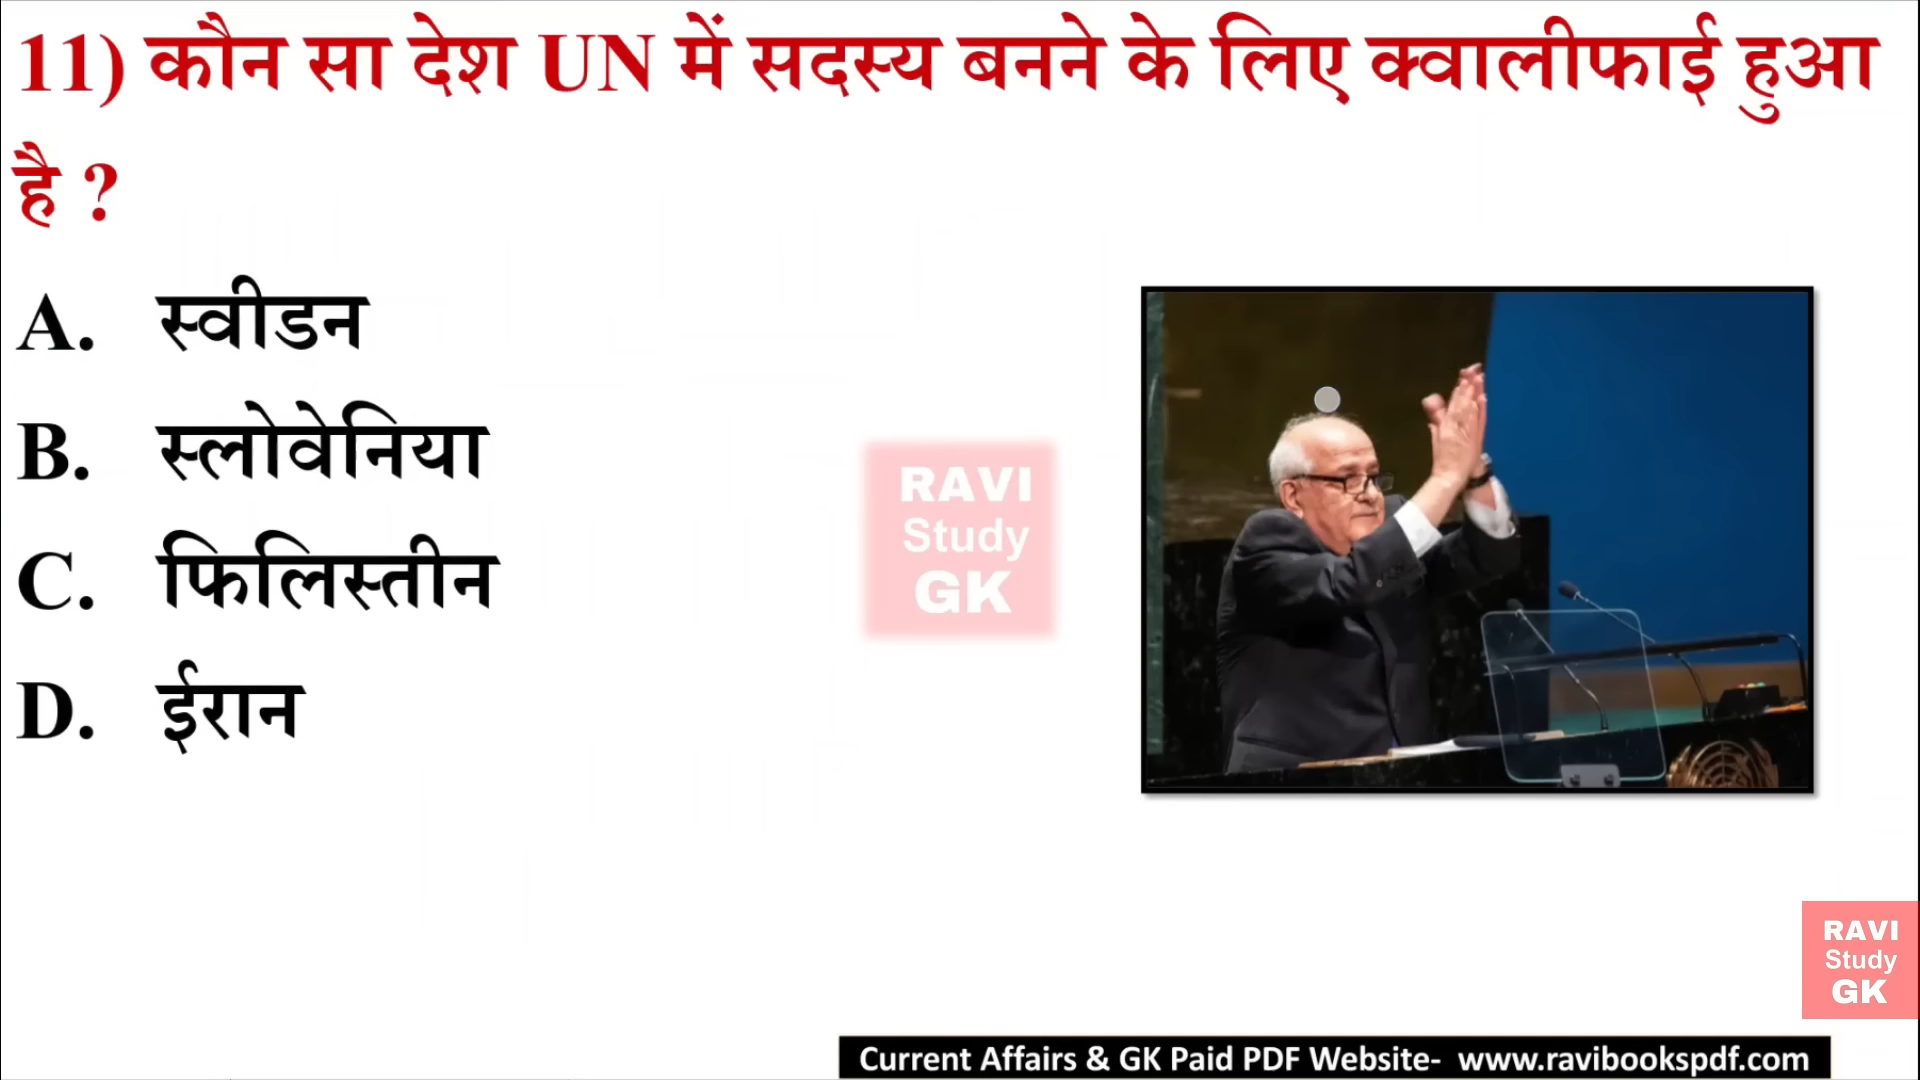 11) कौन सा देश UN में सदस्य बनने के लिए क्वालीफाई हुआ
है ?
A. स्वीडन
B. स्लोवेनिया
C. फिलिस्तीन
D. ईरान
RAVI
Study
GK
RAVI
Study
GK
Current Affairs & GK Paid PDF Website- www.ravibookspdf.com